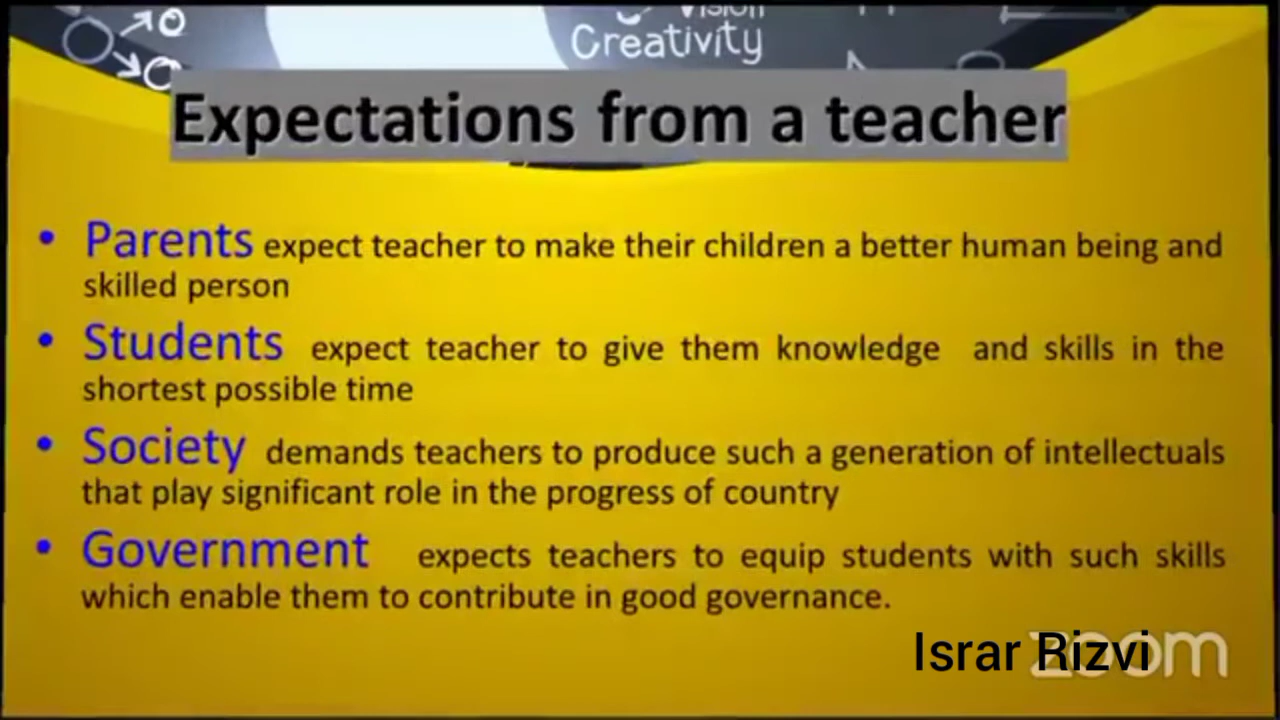 Vision
Creativity
Expectations from a teacher
• Parents expect teacher to make their children a better human being and
skilled person
• Students expect teacher to give them knowledge and skills in the
shortest possible time
• Society demands teachers to produce such a generation of intellectuals
that play significant role in the progress of country
• Government expects teachers to equip students with such skills
which enable them to contribute in good governance.
Israr Rizvi
zoom